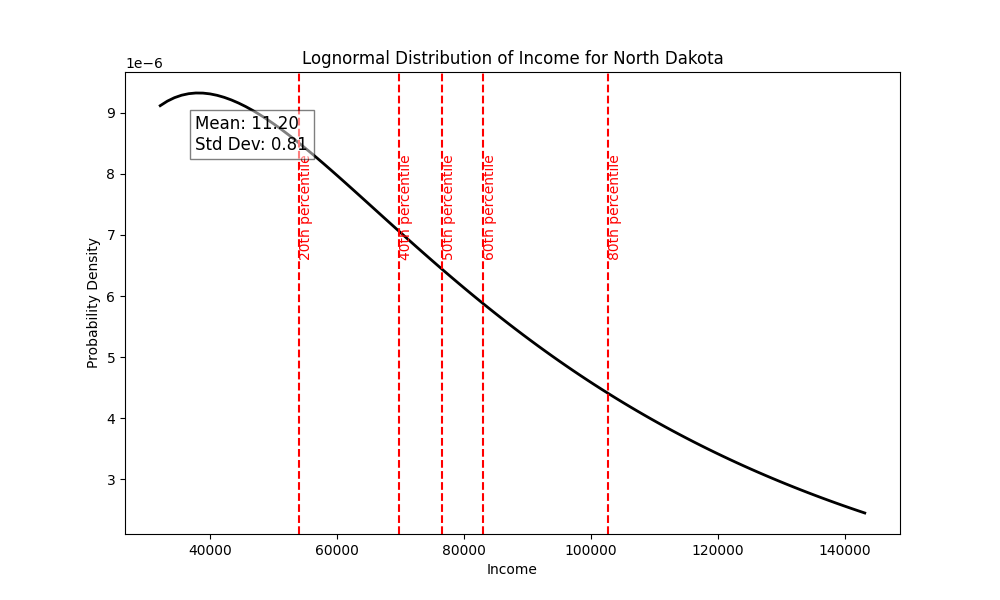 Lognormal Distribution of Income for North Dakota
1e−6
9
8
7
6
5
4
3
Probability Density
Mean: 11.20
Std Dev: 0.81
20th percentile
40th percentile
50th percentile
60th percentile
80th percentile
40000
60000
80000
100000
120000
140000
Income